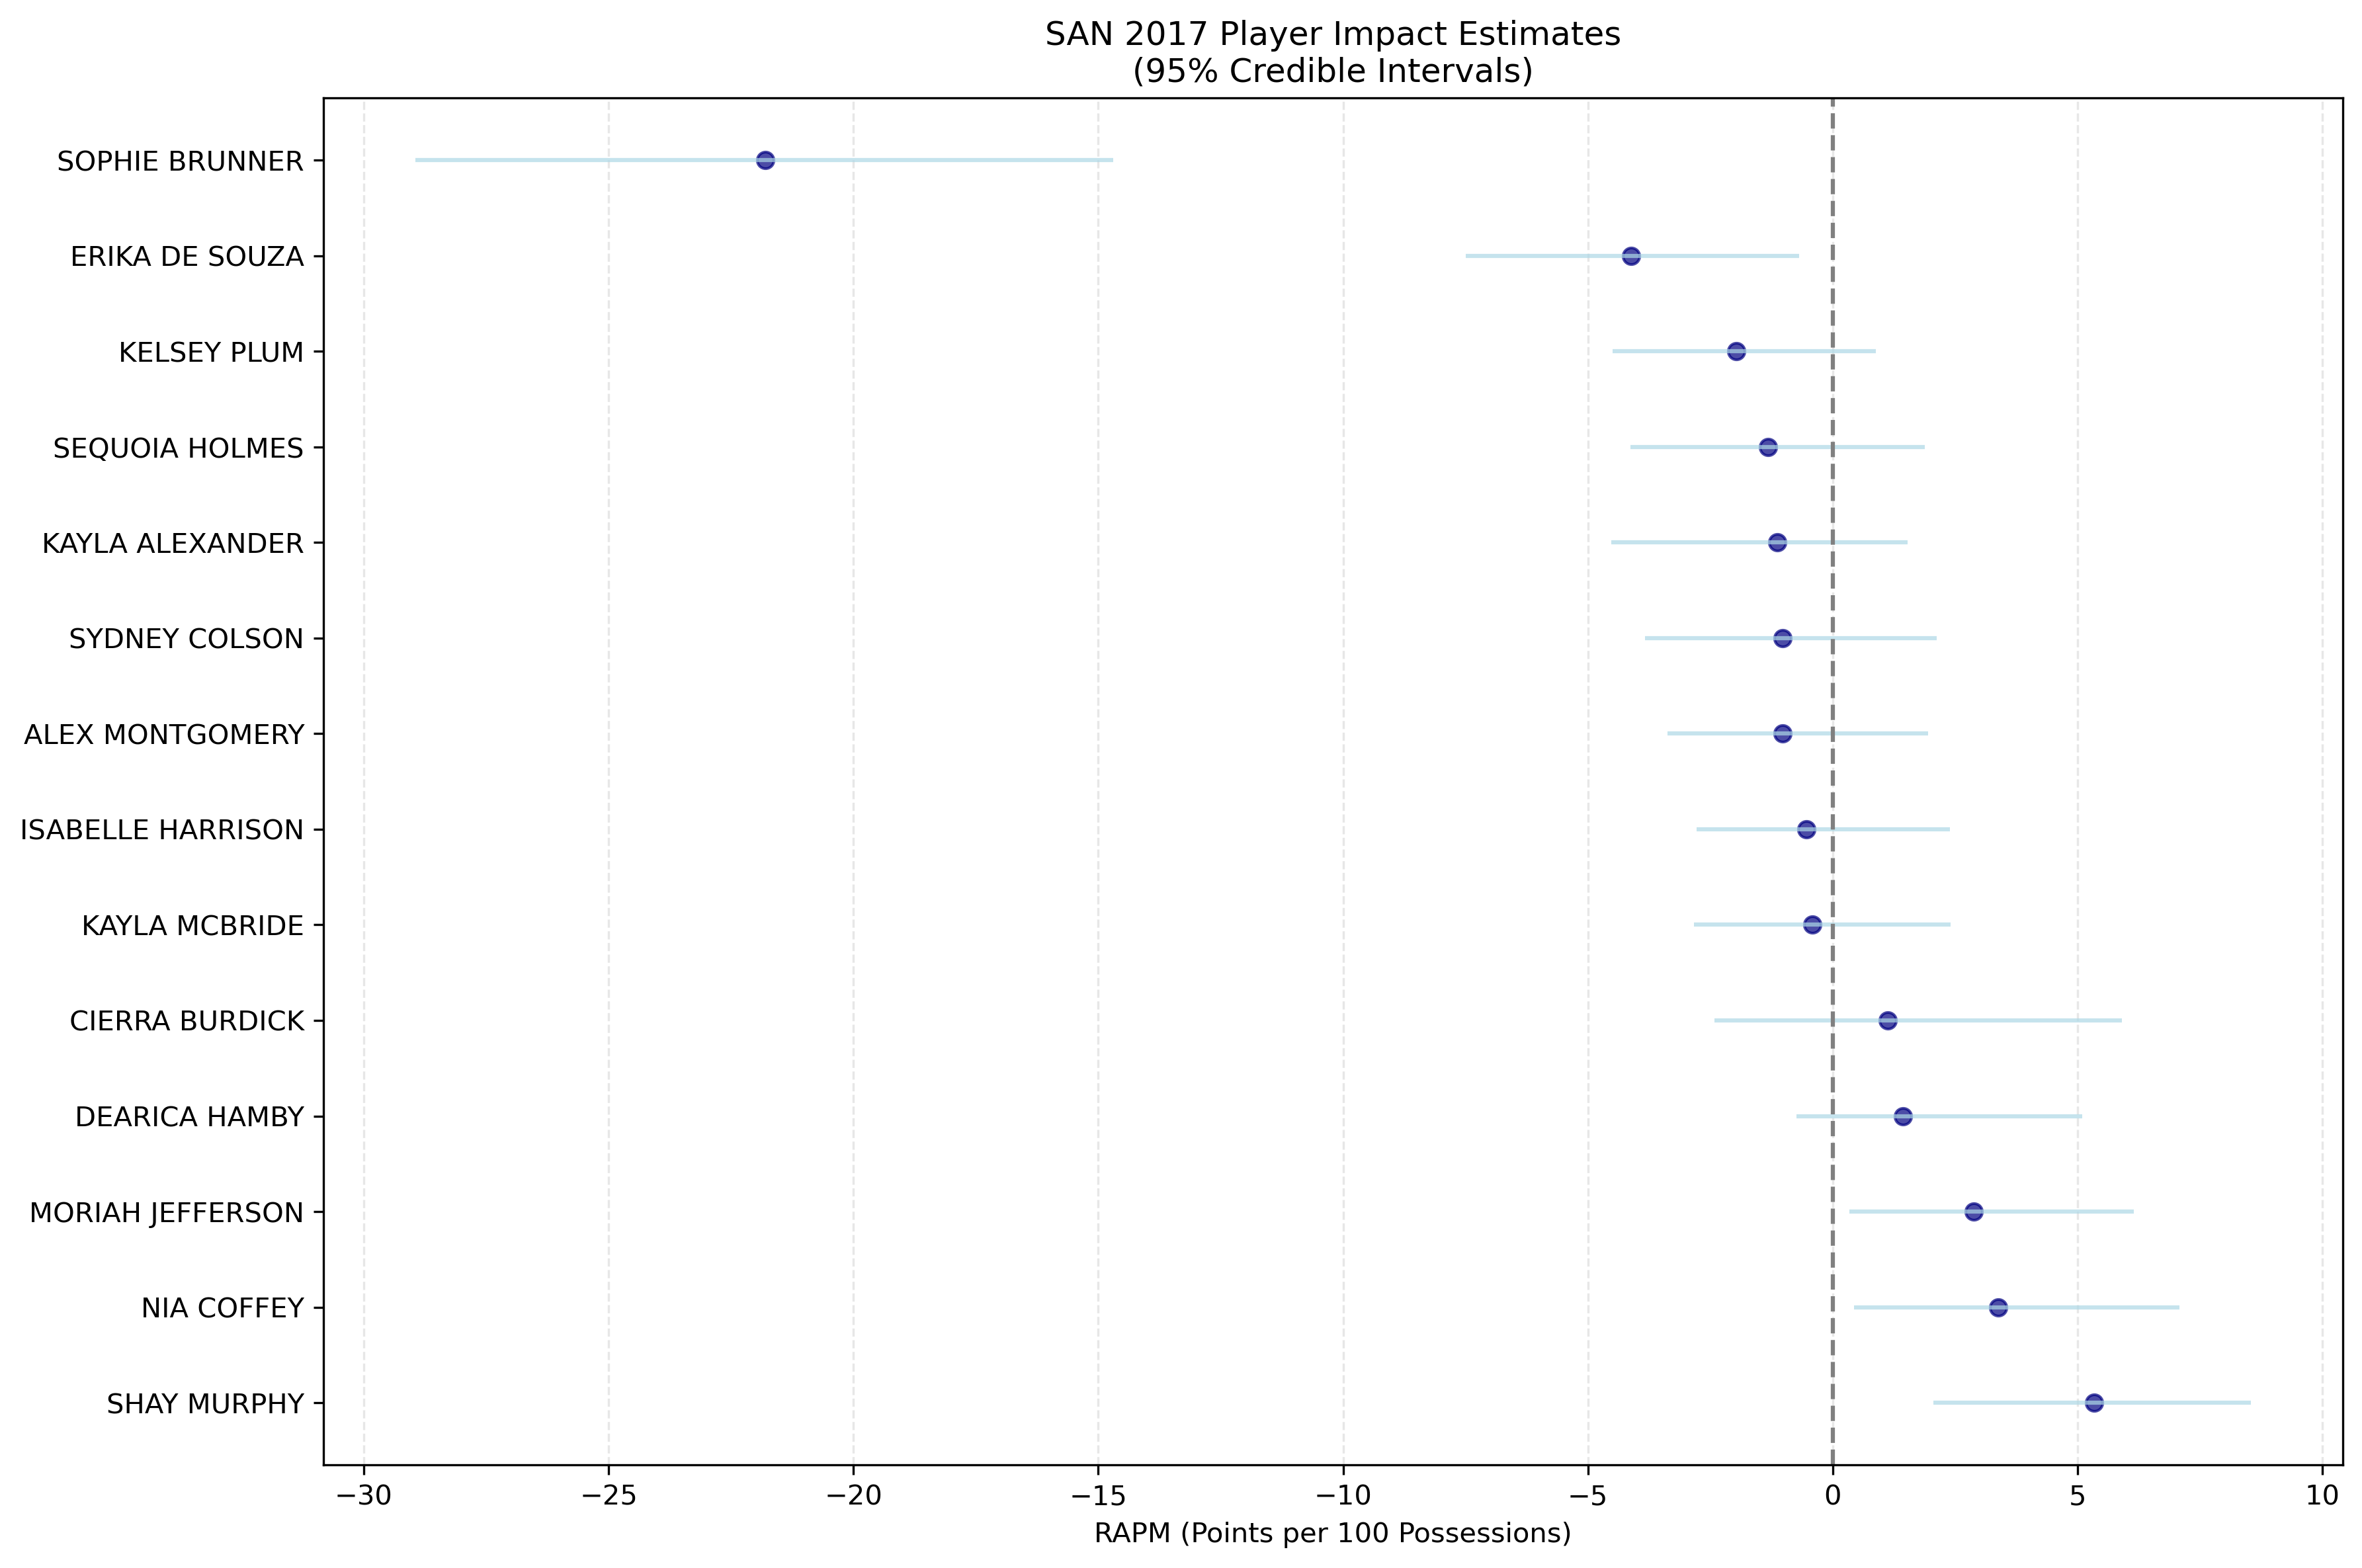 SAN 2017 Player Impact Estimates
(95% Credible Intervals)
SOPHIE BRUNNER
ERIKA DE SOUZA
KELSEY PLUM
SEQUOIA HOLMES
KAYLA ALEXANDER
SYDNEY COLSON
ALEX MONTGOMERY
ISABELLE HARRISON
KAYLA MCBRIDE
CIERRA BURDICK
DEARICA HAMBY
MORIAH JEFFERSON
NIA COFFEY
SHAY MURPHY
−30 −25 −20 −15 −10 −5 0 5 10
RAPM (Points per 100 Possessions)